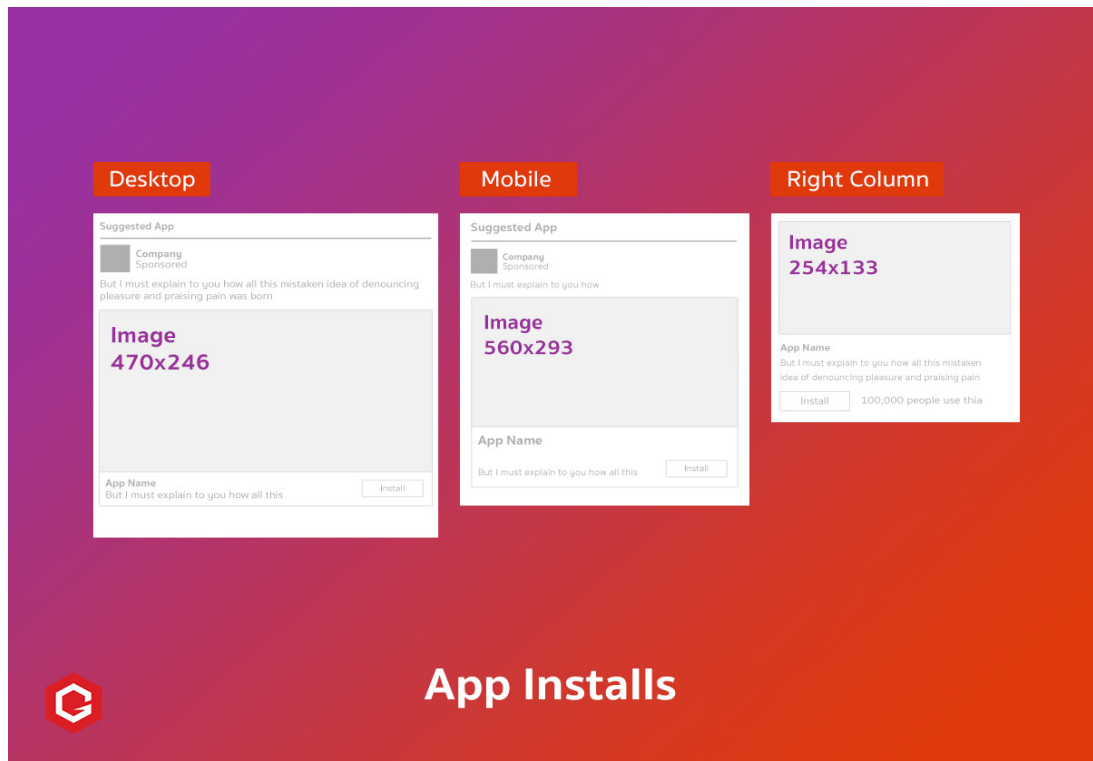 Desktop
Suggested App
Company
Sponsored
But I must explain to you how all this mistaken idea of denouncing
pleasure and praising pain was born
Image
470x246
App Name
But I must explain to you how all this
Install
Mobile
Suggested App
Company
Sponsored
But I must explain to you how
Image
560x293
App Name
But I must explain to you how all this
Install
Right Column
Image
254x133
App Name
But I must explain to you how all this mistaken
idea of denouncing pleasure and praising pain
Install
100,000 people use thia
App Installs